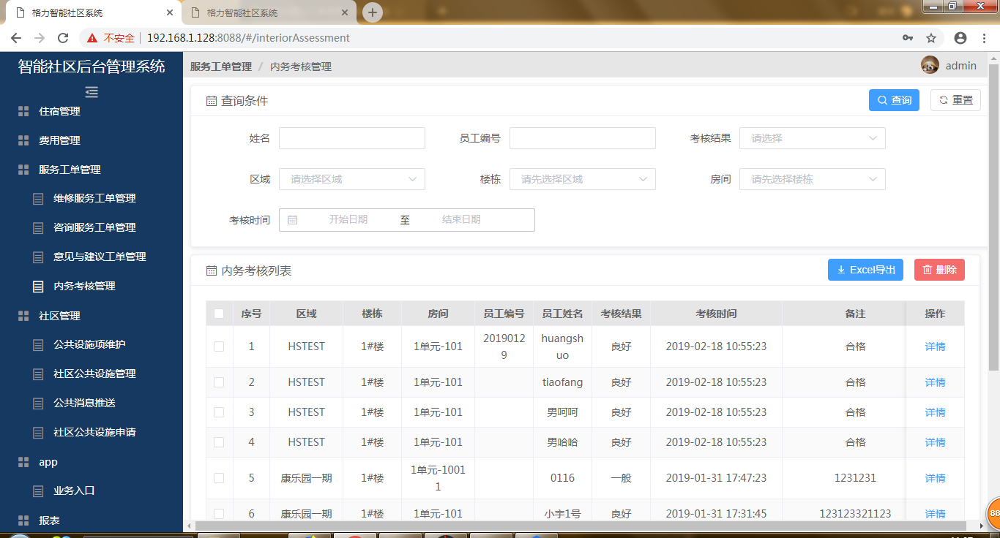 格力智能社区系统
格力智能社区系统
不安全
192.168.1.128:8088/#/interiorAssessment
智能社区后台管理系统
住宿管理
费用管理
服务工单管理
维修服务工单管理
咨询服务工单管理
意见与建议工单管理
内务考核管理
社区管理
公共设施项维护
社区公共设施管理
公共消息推送
社区公共设施申请
app
业务入口
报表
服务工单管理 / 内务考核管理
admin
查询条件
查询
重置
姓名
员工编号
考核结果 请选择
区域 请选择区域
楼栋 请先选择区域
房间 请先选择楼栋
考核时间 开始日期 至 结束日期
内务考核列表
Excel导出
删除
序号 区域 楼栋 房间 员工编号 员工姓名 考核结果 考核时间 备注 操作
1 HSTEST 1#楼 1单元-101 20190129 huangshuo 良好 2019-02-18 10:55:23 合格 详情
2 HSTEST 1#楼 1单元-101 tiaofang 良好 2019-02-18 10:55:23 合格 详情
3 HSTEST 1#楼 1单元-101 男呵呵 良好 2019-02-18 10:55:23 合格 详情
4 HSTEST 1#楼 1单元-101 男哈哈 良好 2019-02-18 10:55:23 合格 详情
5 康乐园一期 1#楼 1单元-10011 0116 一般 2019-01-31 17:47:23 1231231 详情
6 康乐园一期 1#楼 1单元-101 小宇1号 良好 2019-01-31 17:31:45 123123321123 详情
88